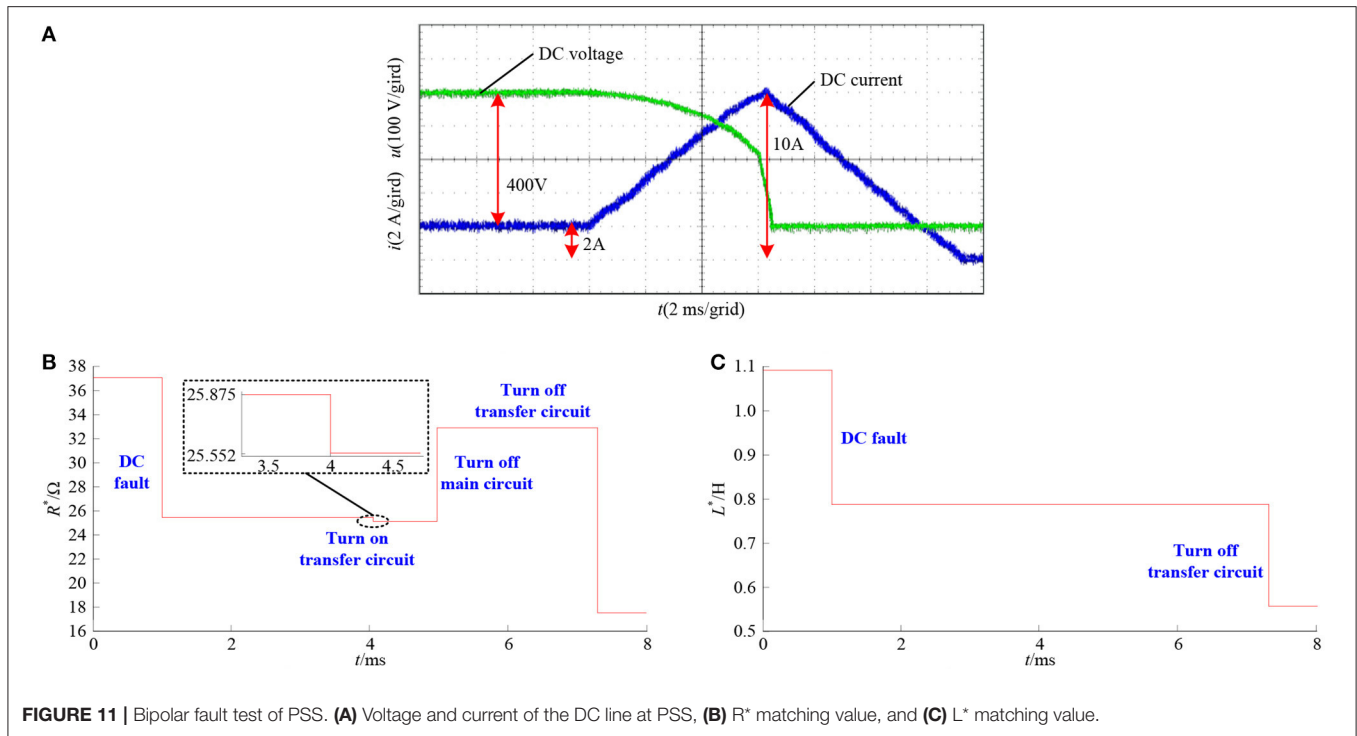 A
DC voltage
DC current
u(100 V/gird)
i(2 A/gird)
400V
2A
10A
t(2 ms/grid)
B
R*/Ω
38
36
34
32
30
28
26
24
22
20
18
16
0
2
4
6
8
t/ms
25.875
25.552
3.5
4
4.5
DC
fault
Turn on
transfer circuit
Turn off
main circuit
Turn off
transfer circuit
C
L*/H
1.1
1.0
0.9
0.8
0.7
0.6
0.5
0
2
4
6
8
t/ms
DC fault
Turn off
transfer circuit
FIGURE 11 | Bipolar fault test of PSS. (A) Voltage and current of the DC line at PSS, (B) R* matching value, and (C) L* matching value.